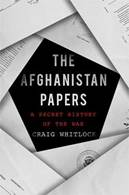 THE
AFGHANISTAN
PAPERS
A SECRET HISTORY
OF THE WAR
CRAIG WHITLOCK